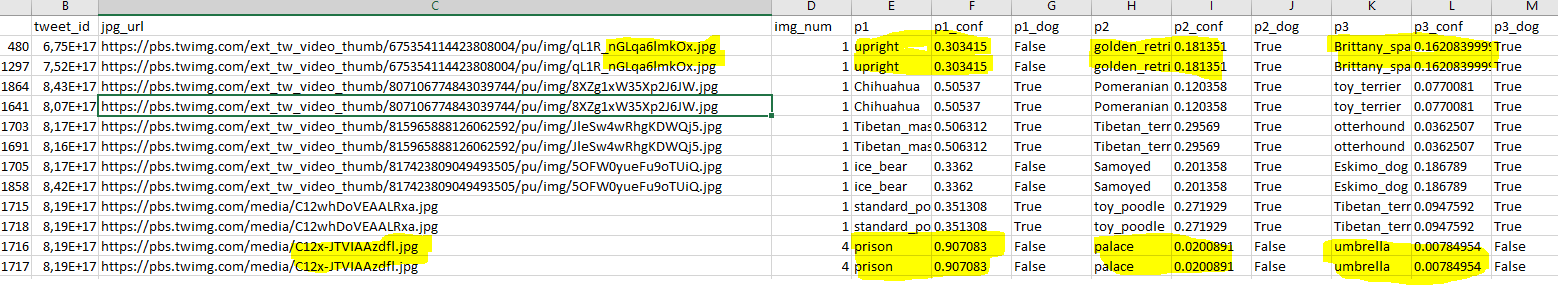 B C D E F G H I J K L M
tweet_id jpg_url img_num p1 p1_conf p1_dog p2 p2_conf p2_dog p3 p3_conf p3_dog
480 6,75E+17 https://pbs.twimg.com/ext_tw_video_thumb/675354114423808004/pu/img/qL1R_nGLqa6lmkOx.jpg 1 upright 0.303415 False golden_retri 0.181351 True Brittany_spa 0.1620839999 True
1297 7,52E+17 https://pbs.twimg.com/ext_tw_video_thumb/675354114423808004/pu/img/qL1R_nGLqa6lmkOx.jpg 1 upright 0.303415 False golden_retri 0.181351 True Brittany_spa 0.1620839999 True
1864 8,43E+17 https://pbs.twimg.com/ext_tw_video_thumb/807106774843039744/pu/img/8XZg1xW35Xp2J6JW.jpg 1 Chihuahua 0.50537 True Pomeranian 0.120358 True toy_terrier 0.0770081 True
1641 8,07E+17 https://pbs.twimg.com/ext_tw_video_thumb/807106774843039744/pu/img/8XZg1xW35Xp2J6JW.jpg 1 Chihuahua 0.50537 True Pomeranian 0.120358 True toy_terrier 0.0770081 True
1703 8,17E+17 https://pbs.twimg.com/ext_tw_video_thumb/815965888126062592/pu/img/JleSw4wRhgKDWQj5.jpg 1 Tibetan_mas 0.506312 True Tibetan_terr 0.29569 True otterhound 0.0362507 True
1691 8,16E+17 https://pbs.twimg.com/ext_tw_video_thumb/815965888126062592/pu/img/JleSw4wRhgKDWQj5.jpg 1 Tibetan_mas 0.506312 True Tibetan_terr 0.29569 True otterhound 0.0362507 True
1705 8,17E+17 https://pbs.twimg.com/ext_tw_video_thumb/817423809049493505/pu/img/5OFW0yueFu9oTUiQ.jpg 1 ice_bear 0.3362 False Samoyed 0.201358 True Eskimo_dog 0.186789 True
1858 8,42E+17 https://pbs.twimg.com/ext_tw_video_thumb/817423809049493505/pu/img/5OFW0yueFu9oTUiQ.jpg 1 ice_bear 0.3362 False Samoyed 0.201358 True Eskimo_dog 0.186789 True
1715 8,19E+17 https://pbs.twimg.com/media/C12whDoVEAALRxa.jpg 1 standard_po 0.351308 True toy_poodle 0.271929 True Tibetan_terr 0.0947592 True
1718 8,19E+17 https://pbs.twimg.com/media/C12whDoVEAALRxa.jpg 1 standard_po 0.351308 True toy_poodle 0.271929 True Tibetan_terr 0.0947592 True
1716 8,19E+17 https://pbs.twimg.com/media/C12x-JTVIAAzdfl.jpg 4 prison 0.907083 False palace 0.0200891 False umbrella 0.00784954 False
1717 8,19E+17 https://pbs.twimg.com/media/C12x-JTVIAAzdfl.jpg 4 prison 0.907083 False palace 0.0200891 False umbrella 0.00784954 False